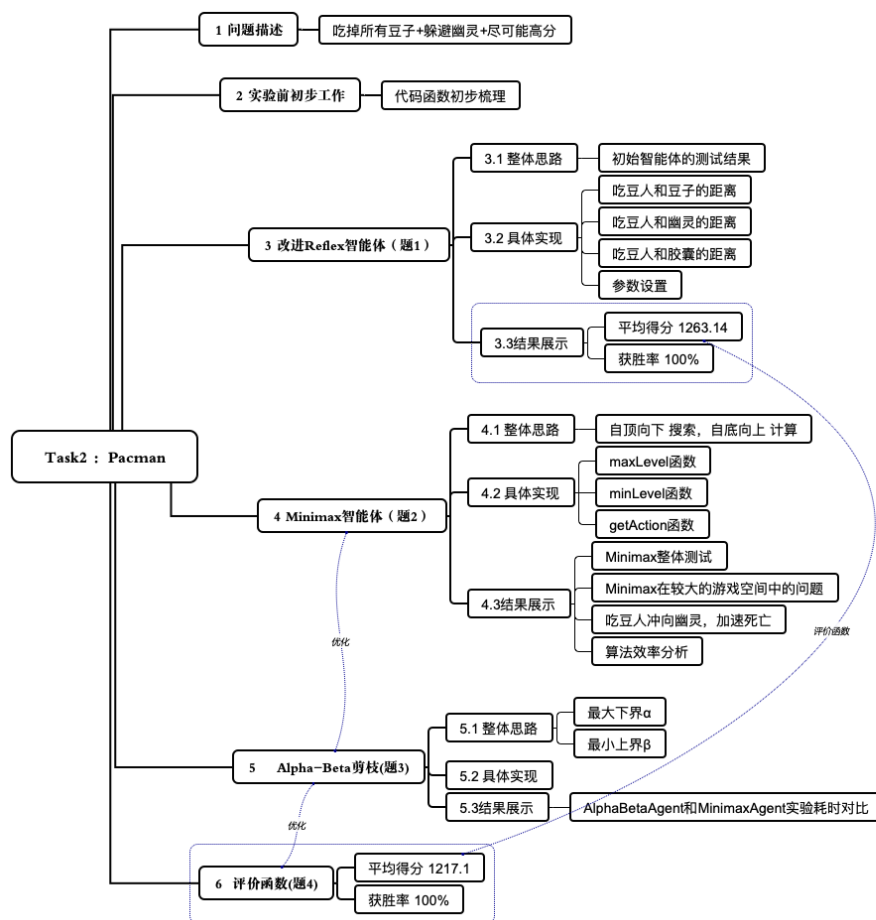 1 问题描述
吃掉所有豆子+躲避幽灵+尽可能高分
2 实验前初步工作
代码函数初步梳理
3 改进Reflex智能体（题1）
3.1 整体思路
初始智能体的测试结果
3.2 具体实现
吃豆人和豆子的距离
吃豆人和幽灵的距离
吃豆人和胶囊的距离
参数设置
3.3结果展示
平均得分 1263.14
获胜率 100%
Task2 ： Pacman
4 Minimax智能体（题2）
4.1 整体思路
自顶向下 搜索，自底向上 计算
4.2 具体实现
maxLevel函数
minLevel函数
getAction函数
4.3结果展示
Minimax整体测试
Minimax在较大的游戏空间中的问题
吃豆人冲向幽灵，加速死亡
算法效率分析
评价函数
优化
5 Alpha-Beta剪枝(题3)
5.1 整体思路
最大下界α
最小上界β
5.2 具体实现
5.3结果展示
AlphaBetaAgent和MinimaxAgent实验耗时对比
优化
6 评价函数(题4)
平均得分 1217.1
获胜率 100%